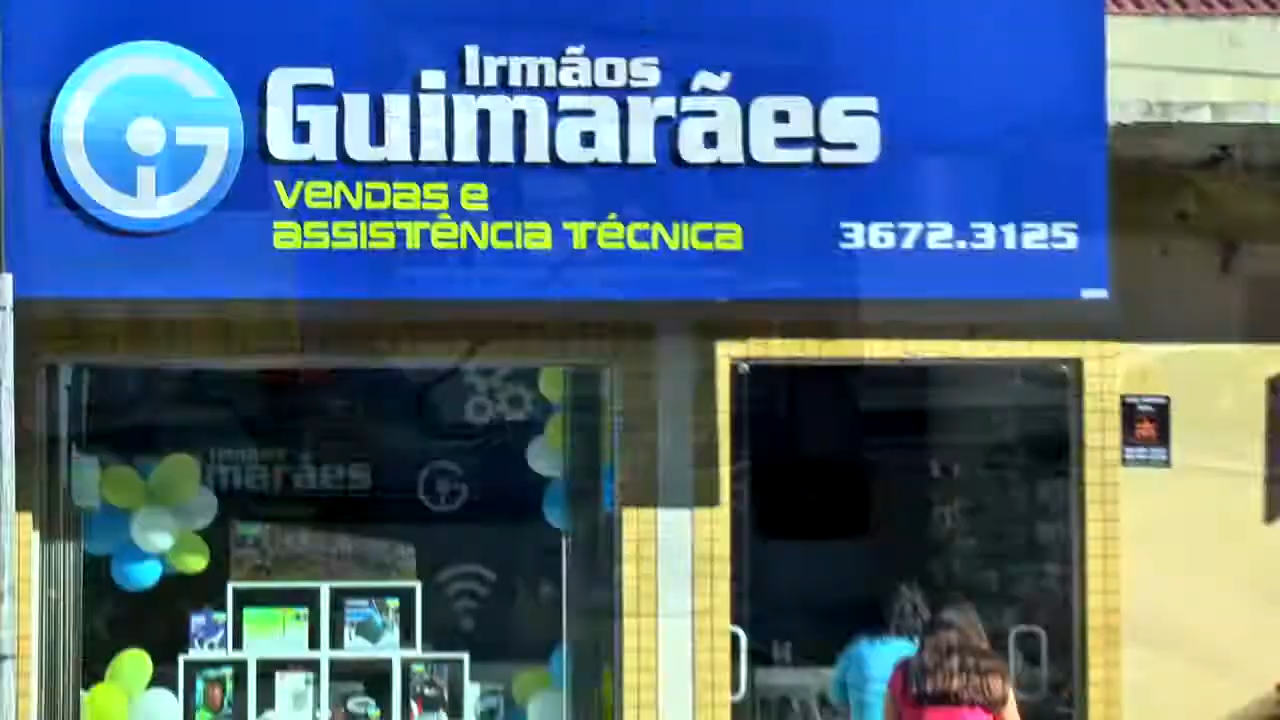 Irmãos
Guimarães
VENDAS E
ASSISTÊNCIA TÉCNICA
3672.3125
marães